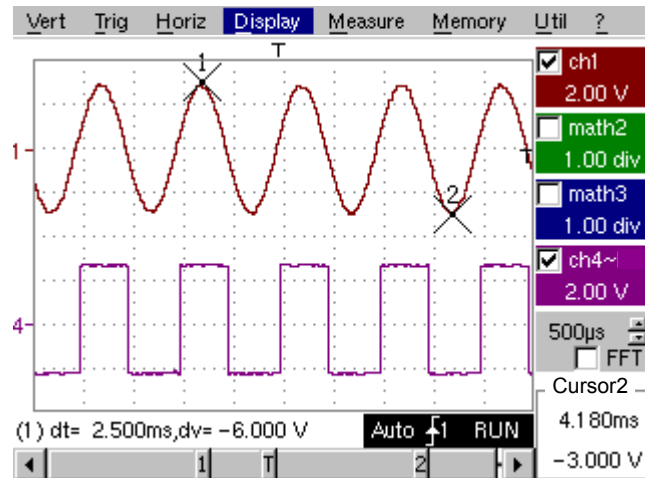 Vert Trig Horiz Display Measure Memory Util ?
T
1
2
1
T
4
ch1
2.00 V
math2
1.00 div
math3
1.00 div
ch4~
2.00 V
500µs
FFT
Cursor2
4.180ms
-3.000 V
(1) dt= 2.500ms,dv= -6.000 V
Auto 1 RUN
1 T 2